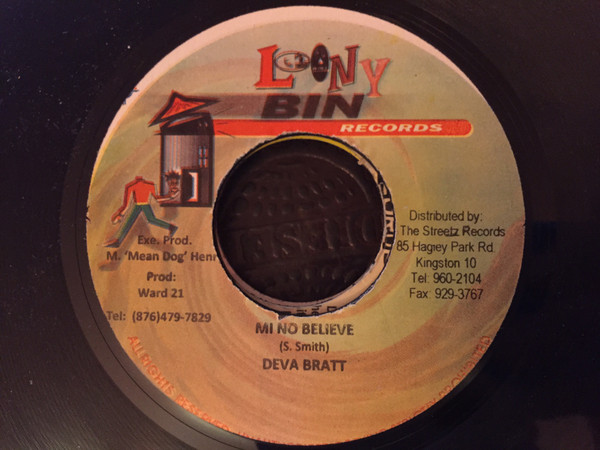 LOONY
BIN
RECORDS
1
Exe. Prod.
M. 'Mean Dog' Henr
Prod:
Ward 21
Tel: (876)479-7829
Distributed by:
The Streetz Records
85 Hagley Park Rd.
Kingston 10
Tel: 960-2104
Fax: 929-3767
MI NO BELIEVE
(S. Smith)
DEVA BRATT
ALL RIGHTS